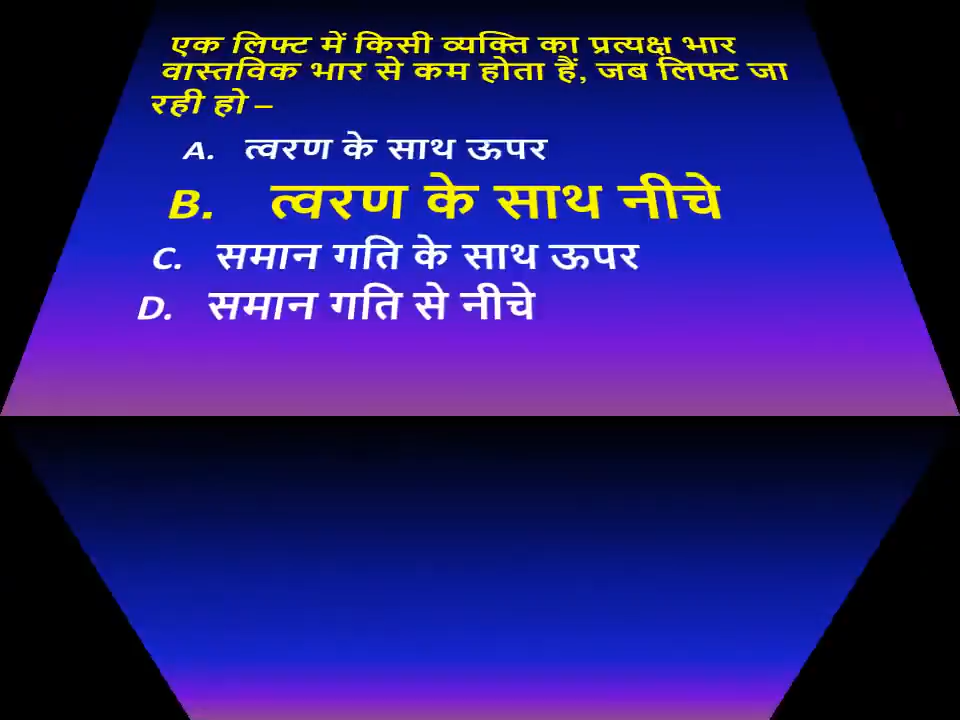 एक लिफ्ट में किसी व्यक्ति का प्रत्यक्ष भार
वास्तविक भार से कम होता हैं, जब लिफ्ट जा
रही हो –
A. त्वरण के साथ ऊपर
B. त्वरण के साथ नीचे
C. समान गति के साथ ऊपर
D. समान गति से नीचे